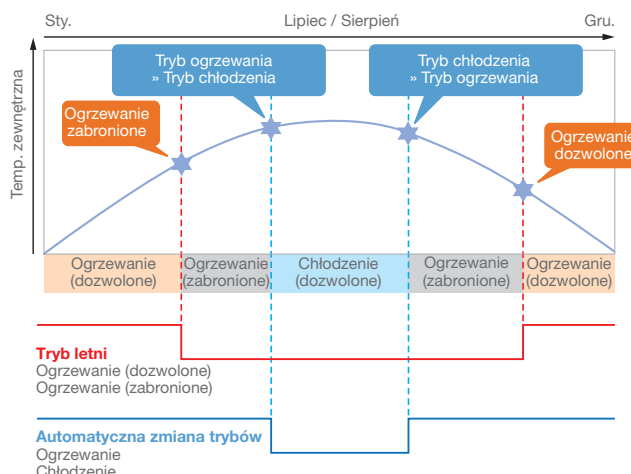 Sty.
Lipiec / Sierpień
Gru.
Temp. zewnętrzna
Tryb ogrzewania
» Tryb chłodzenia
Tryb chłodzenia
» Tryb ogrzewania
Ogrzewanie
zabronione
Ogrzewanie
dozwolone
Ogrzewanie
(dozwolone)
Ogrzewanie
(zabronione)
Chłodzenie
(dozwolone)
Ogrzewanie
(zabronione)
Ogrzewanie
(dozwolone)
Tryb letni
Ogrzewanie (dozwolone)
Ogrzewanie (zabronione)
Automatyczna zmiana trybów
Ogrzewanie
Chłodzenie